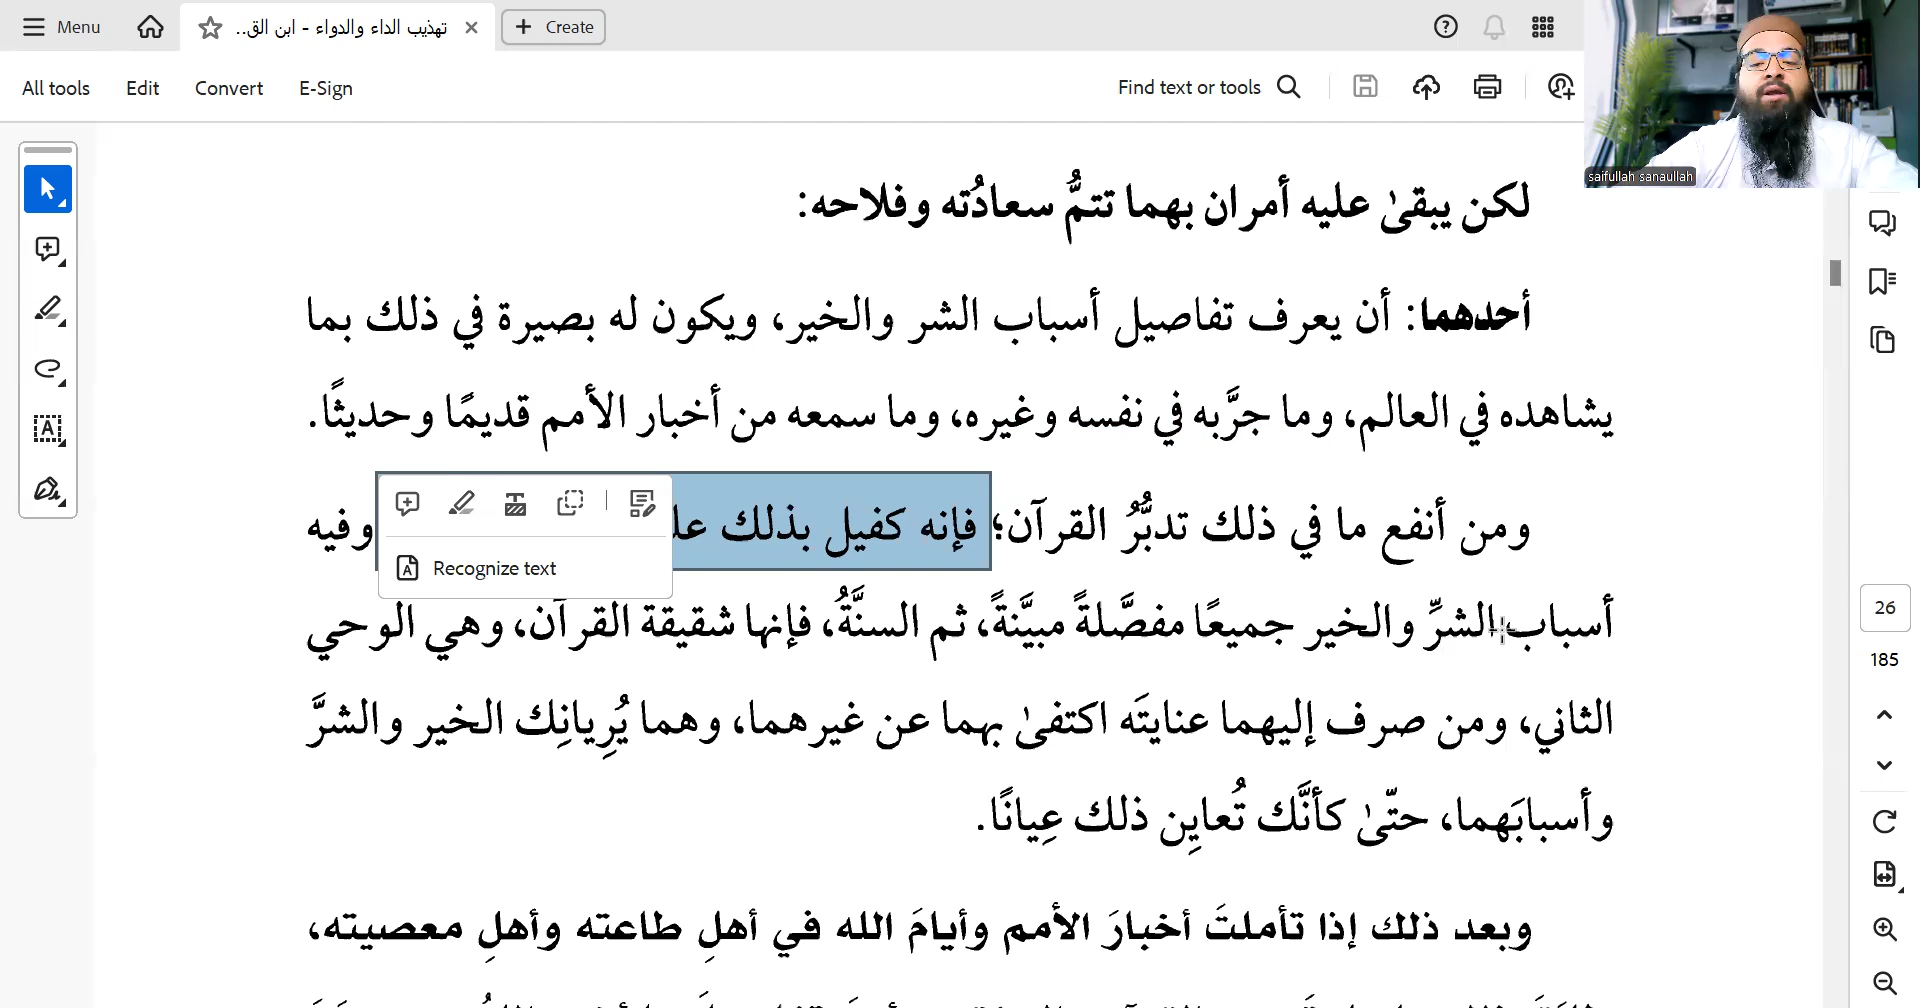 Menu
تهذيب الداء والدواء - ابن الق..
Create
All tools
Edit
Convert
E-Sign
Find text or tools
saifullah sanaullah
لكن يبقىٰ عليه أمران بهما تتمُّ سعادُته وفلاحه:
أحدهما: أن يعرف تفاصيل أسباب الشر والخير، ويكون له بصيرة في ذلك بما
يشاهده في العالم، وما جرَّبه في نفسه وغيره، وما سمعه من أخبار الأمم قديمًا وحديثًا.
ومن أنفع ما في ذلك تدبُّرُ القرآن؛ فإنه كفيل بذلك وفيه
Recognize text
أسباب الشرِّ والخير جميعًا مفصَّلةً مبيَّنةً، ثم السنَّةُ، فإنها شقيقة القرآن، وهي الوحي
الثاني، ومن صرف إليهما عنايتَه اكتفىٰ بهما عن غيرهما، وهما يُرِيانِك الخير والشرَّ
وأسبابَهما، حتّىٰ كأنَّك تُعايِن ذلك عِيانًا.
وبعد ذلك إذا تأملتَ أخبارَ الأمم وأيامَ الله في أهلِ طاعته وأهلِ معصيته،
26
185